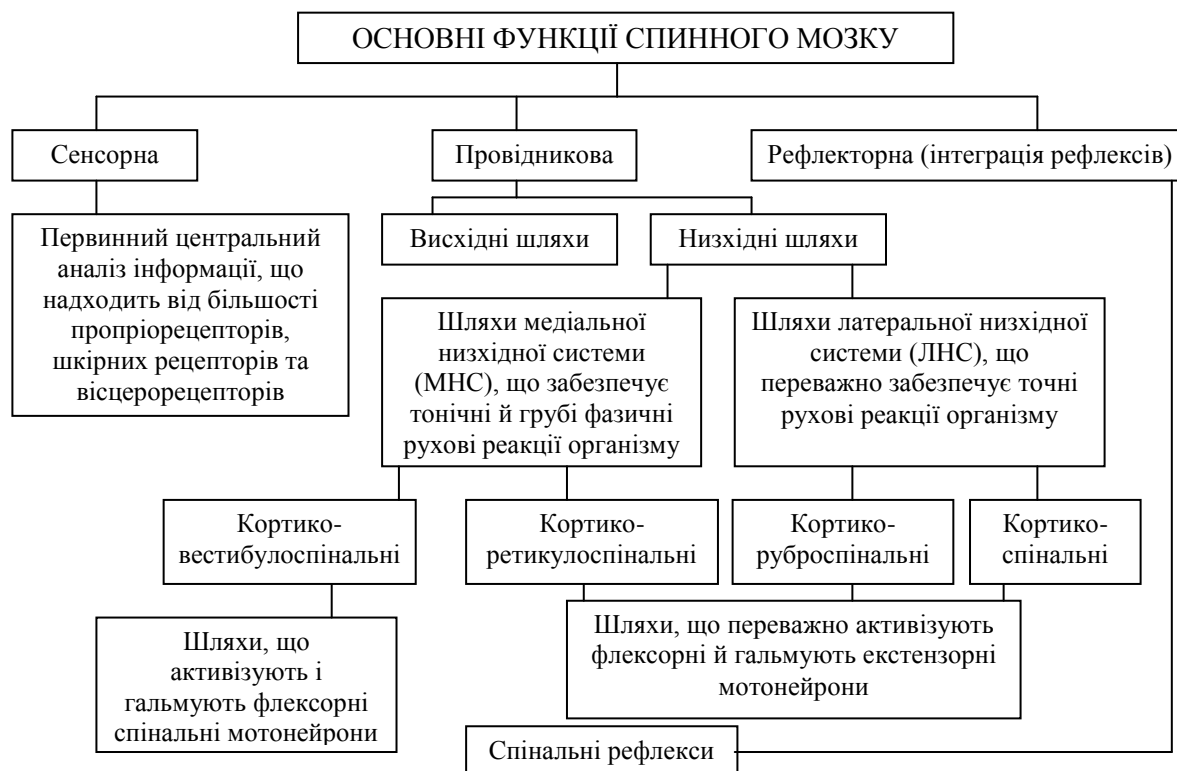 ОСНОВНІ ФУНКЦІЇ СПИННОГО МОЗКУ
Сенсорна
Провідникова
Рефлекторна (інтеграція рефлексів)
Первинний центральний
аналіз інформації, що
надходить від більшості
пропріорецепторів,
шкірних рецепторів та
вісцерорецепторів
Висхідні шляхи
Низхідні шляхи
Шляхи медіальної
низхідної системи
(МНС), що забезпечує
тонічні й грубі фазичні
рухові реакції організму
Шляхи латеральної низхідної
системи (ЛНС), що
переважно забезпечує точні
рухові реакції організму
Кортико-
вестибулоспінальні
Кортико-
ретикулоспінальні
Кортико-
руброспінальні
Кортико-
спінальні
Шляхи, що
активізують і
гальмують флексорні
спінальні мотонейрони
Шляхи, що переважно активізують
флексорні й гальмують екстензорні
мотонейрони
Спінальні рефлекси